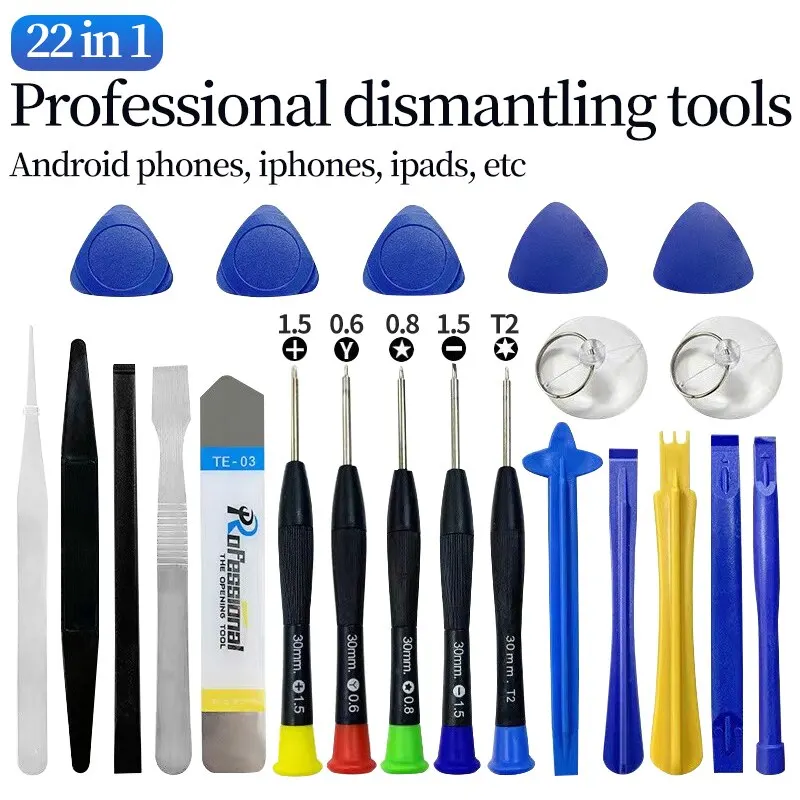 22 in 1
Professional dismantling tools
Android phones, iphones, ipads, etc
1.5 0.6 0.8 1.5 T2
Y
TE-03
Professional
THE OPENING TOOL
30mm. 1.5
30mm. Y 0.6
30mm. 0.8
30mm. 1.5
30mm. T2